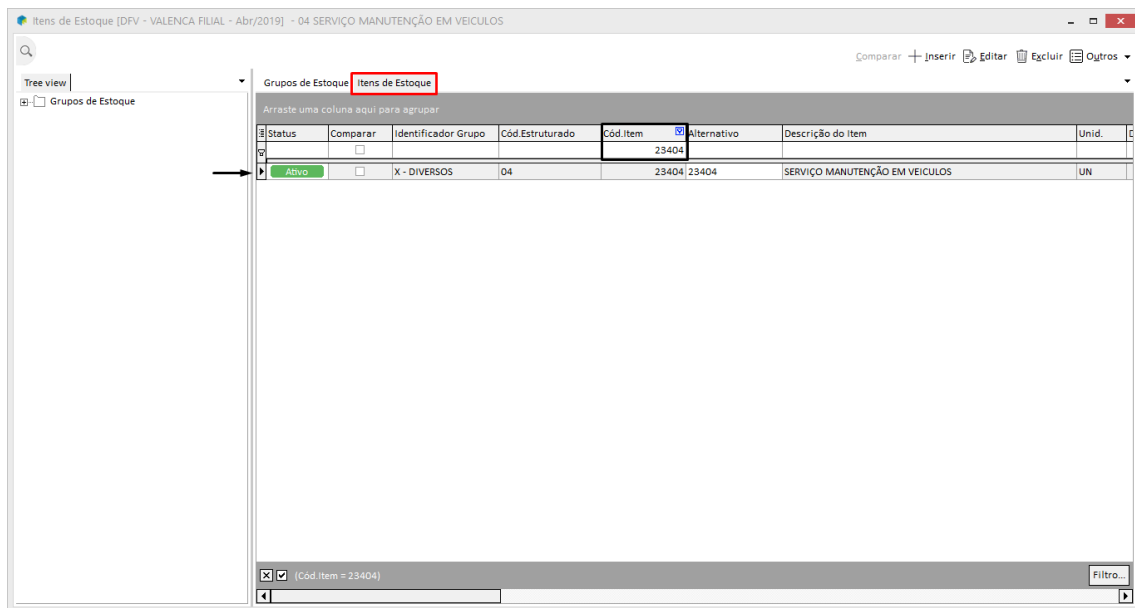 Itens de Estoque [DFV - VALENCA FILIAL - Abr/2019] - 04 SERVIÇO MANUTENÇÃO EM VEICULOS
Comparar Inserir Editar Excluir Outros
Tree view
Grupos de Estoque Itens de Estoque
Grupos de Estoque
Arraste uma coluna aqui para agrupar
Status Comparar Identificador Grupo Cód.Estruturado Cód.Item Alternativo Descrição do Item Unid.
23404
Ativo X - DIVERSOS 04 23404 23404 SERVIÇO MANUTENÇÃO EM VEICULOS UN
(Cód.Item = 23404) Filtro...